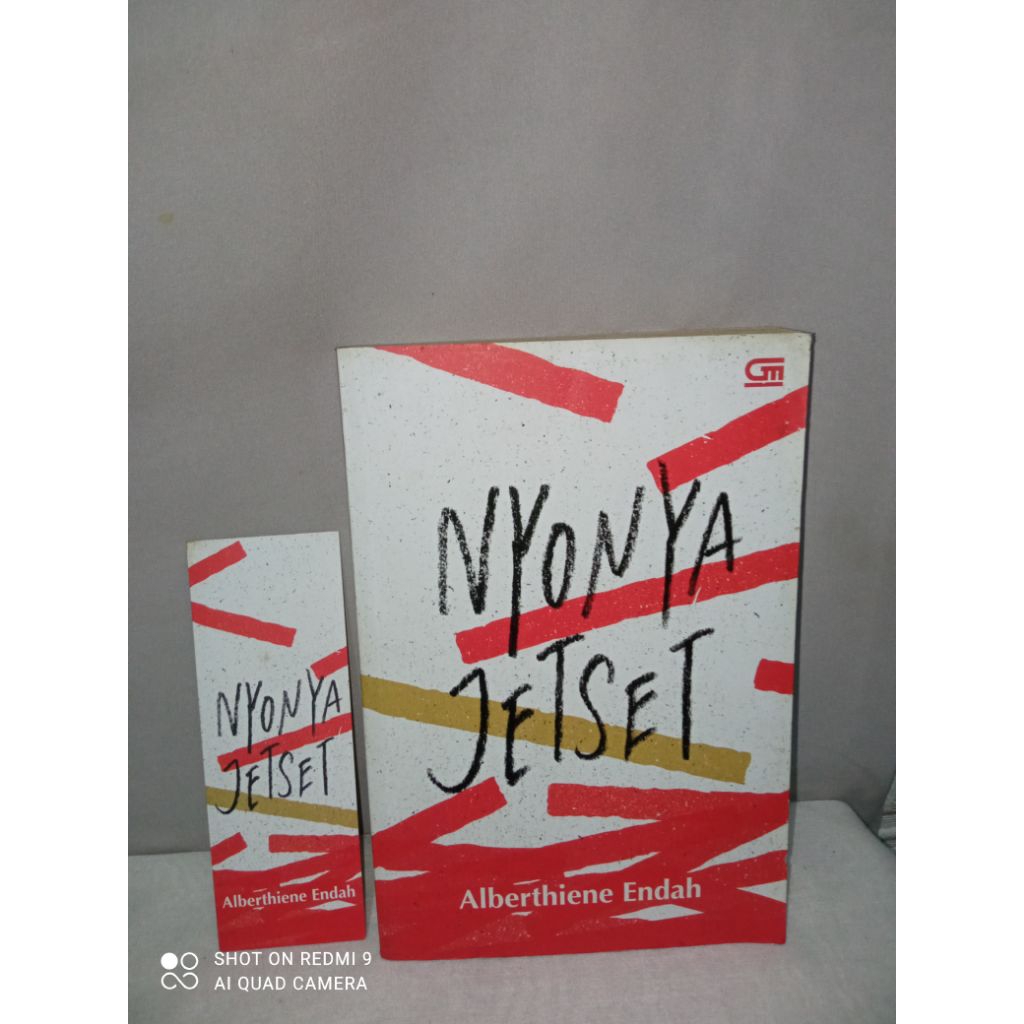 NYONYA
JETSET
Alberthiene Endah
NYONYA
JETSET
Alberthiene Endah
SHOT ON REDMI 9
AI QUAD CAMERA